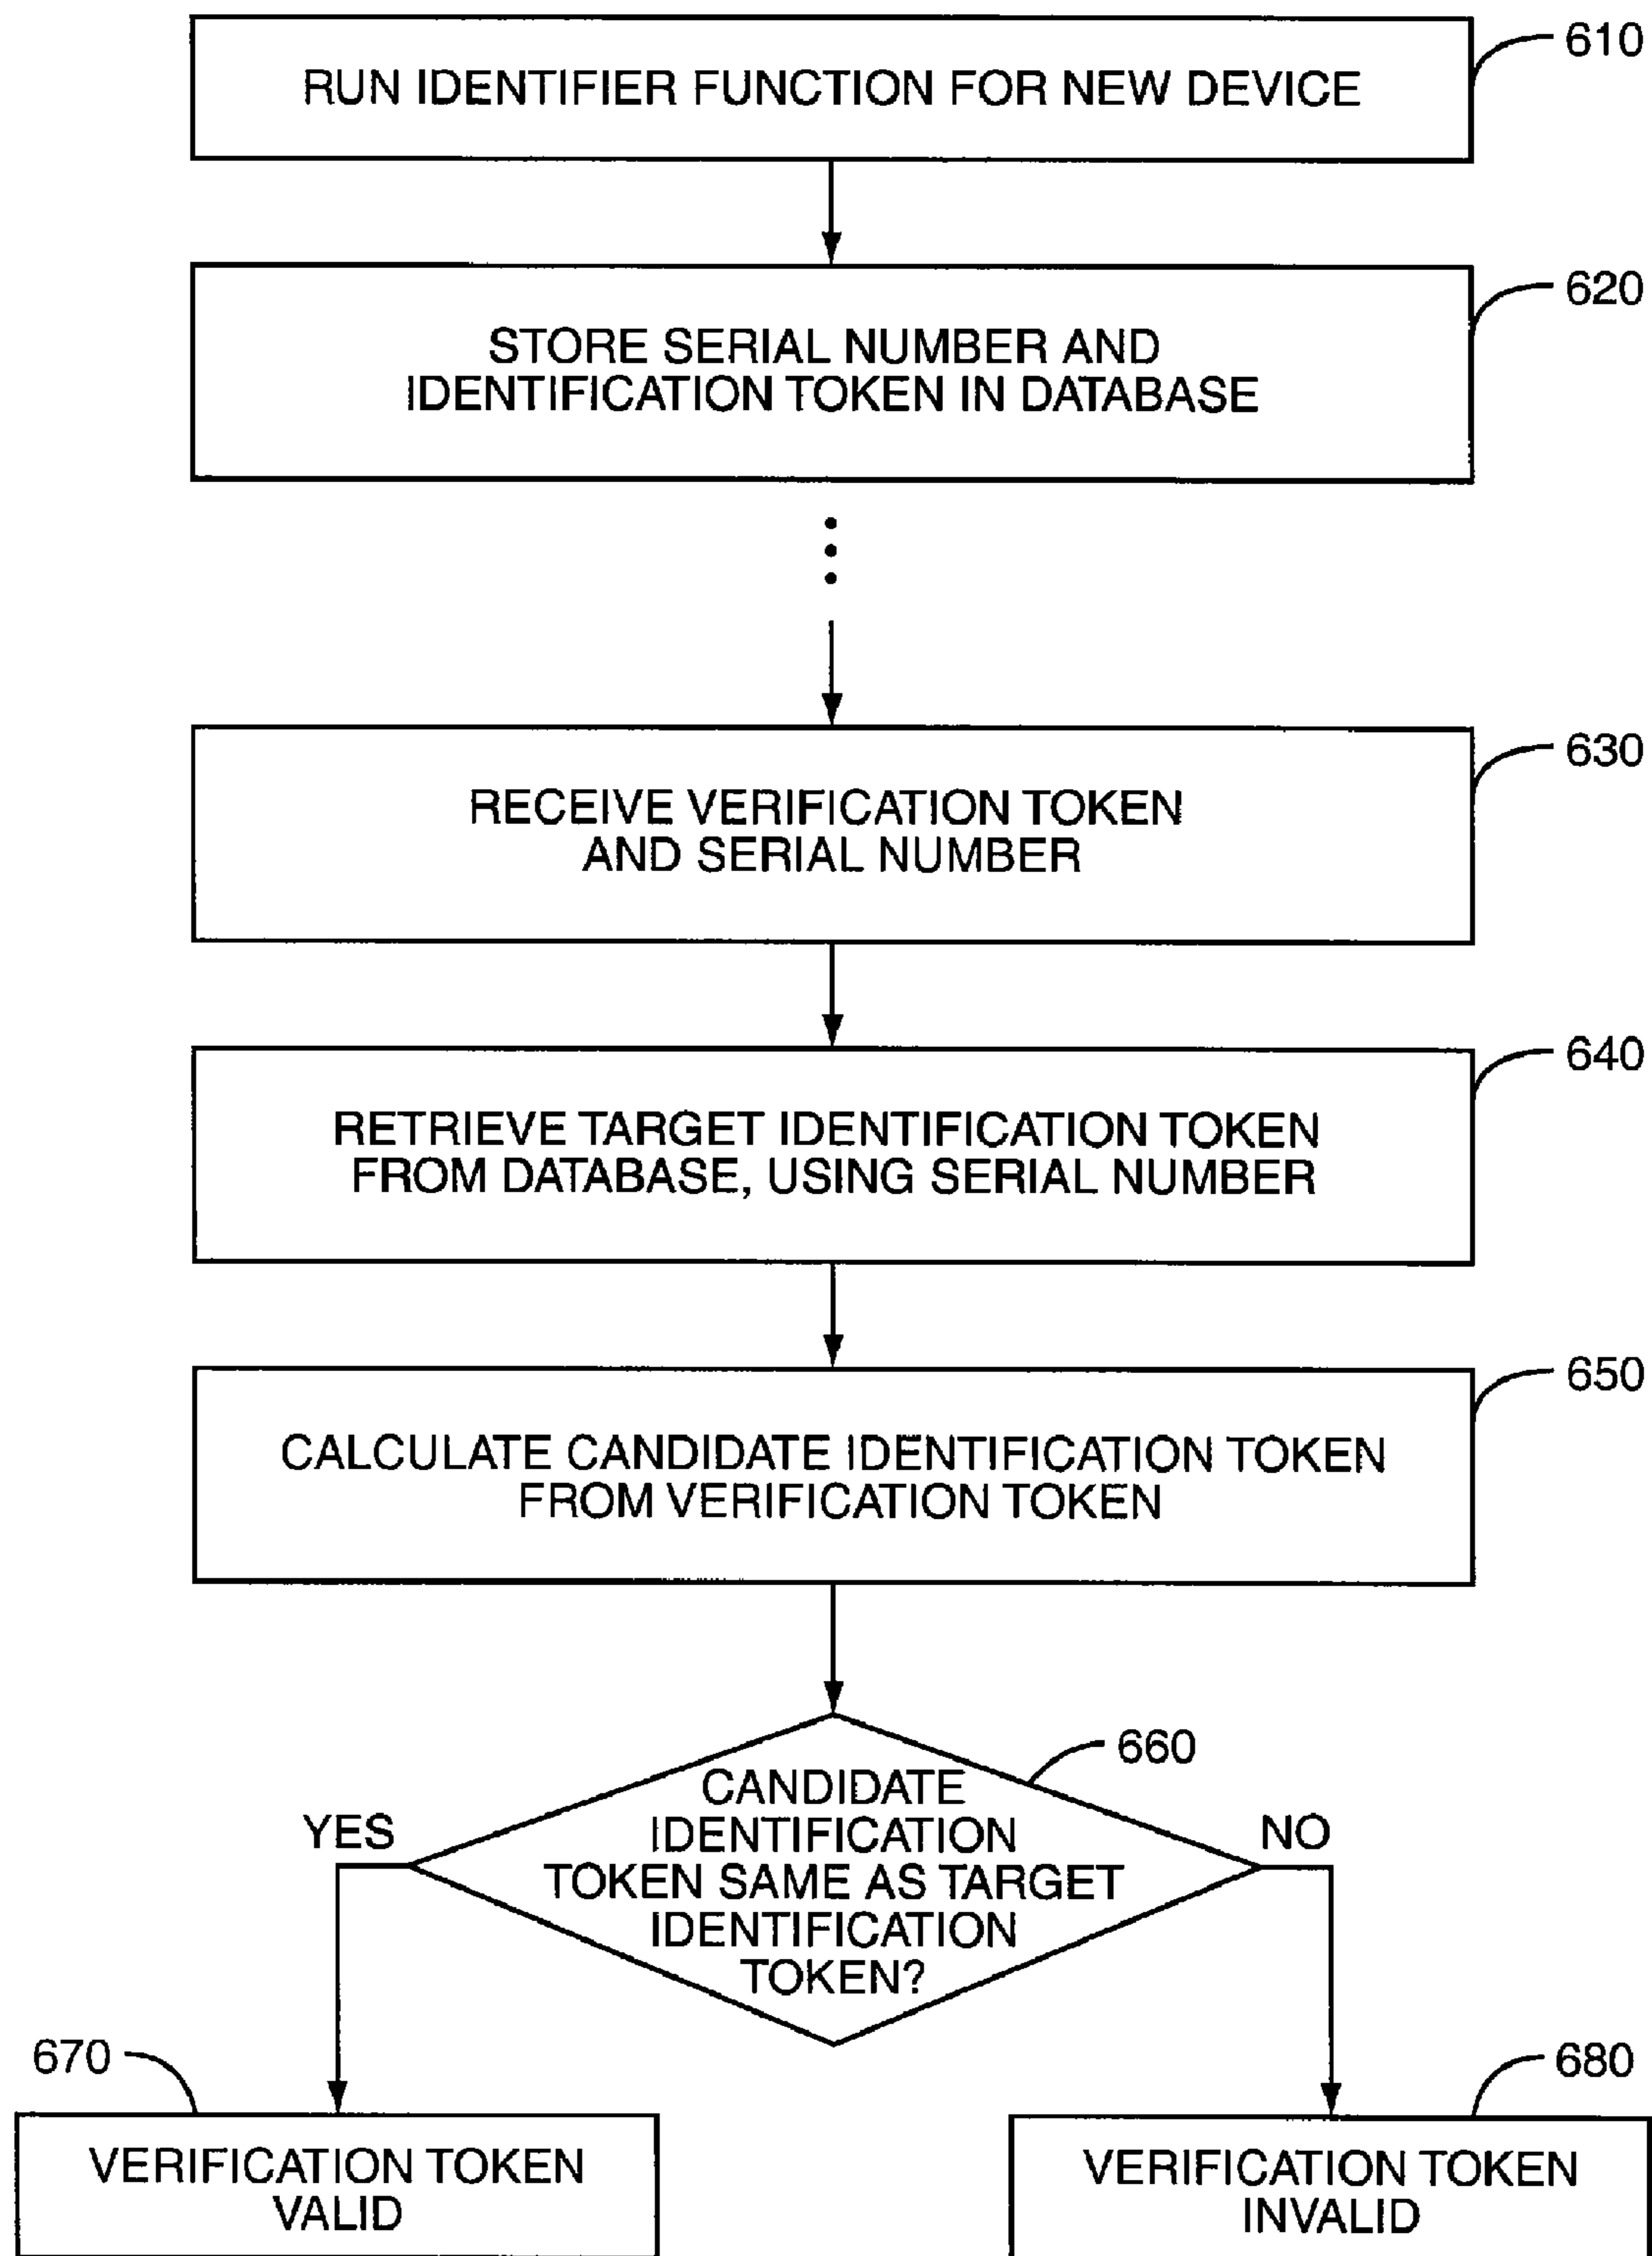 610
RUN IDENTIFIER FUNCTION FOR NEW DEVICE
620
STORE SERIAL NUMBER AND
IDENTIFICATION TOKEN IN DATABASE
630
RECEIVE VERIFICATION TOKEN
AND SERIAL NUMBER
640
RETRIEVE TARGET IDENTIFICATION TOKEN
FROM DATABASE, USING SERIAL NUMBER
650
CALCULATE CANDIDATE IDENTIFICATION TOKEN
FROM VERIFICATION TOKEN
660
CANDIDATE
IDENTIFICATION
TOKEN SAME AS TARGET
IDENTIFICATION
TOKEN?
YES
NO
670
VERIFICATION TOKEN
VALID
680
VERIFICATION TOKEN
INVALID